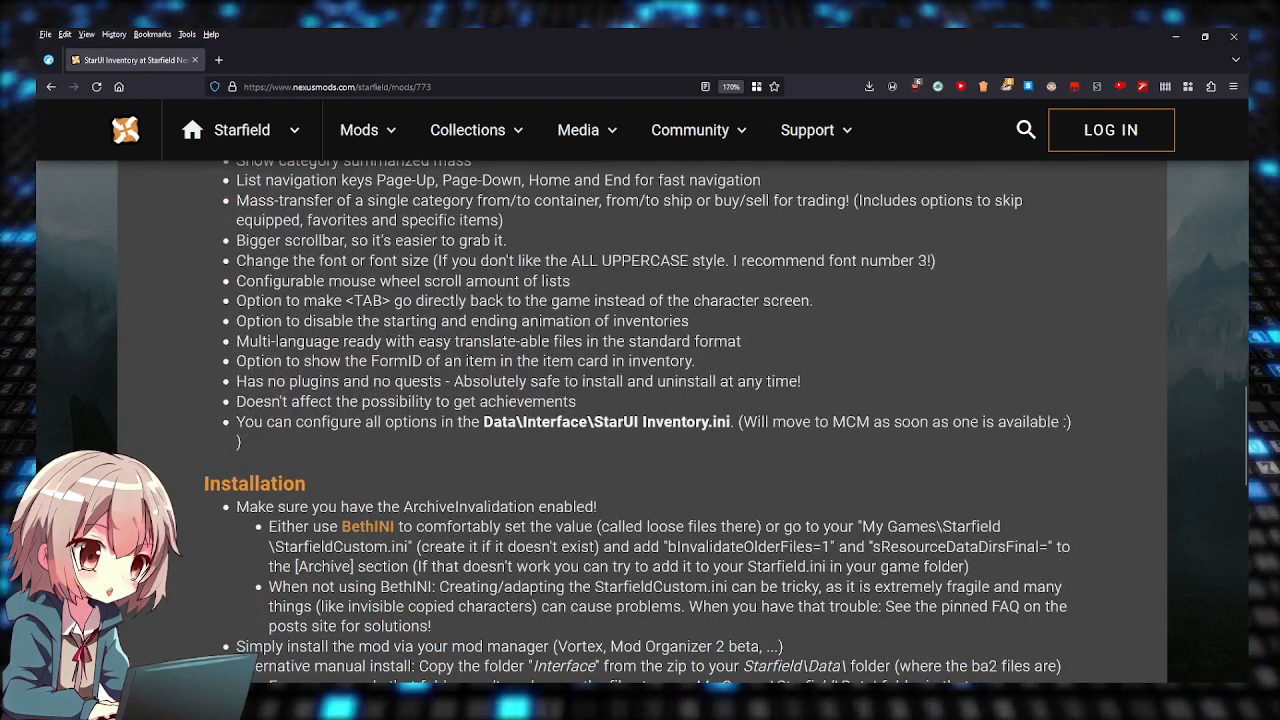 File Edit View History Bookmarks Tools Help
StarUI Inventory at Starfield Ne
https://www.nexusmods.com/starfield/mods/773
170%
Starfield Mods Collections Media Community Support LOG IN
Show category summarized mass
List navigation keys Page-Up, Page-Down, Home and End for fast navigation
Mass-transfer of a single category from/to container, from/to ship or buy/sell for trading! (Includes options to skip
equipped, favorites and specific items)
Bigger scrollbar, so it's easier to grab it.
Change the font or font size (If you don't like the ALL UPPERCASE style. I recommend font number 3!)
Configurable mouse wheel scroll amount of lists
Option to make <TAB> go directly back to the game instead of the character screen.
Option to disable the starting and ending animation of inventories
Multi-language ready with easy translate-able files in the standard format
Option to show the FormID of an item in the item card in inventory.
Has no plugins and no quests - Absolutely safe to install and uninstall at any time!
Doesn't affect the possibility to get achievements
You can configure all options in the Data\Interface\StarUI Inventory.ini. (Will move to MCM as soon as one is available :)
)
Installation
Make sure you have the ArchiveInvalidation enabled!
Either use BethINI to comfortably set the value (called loose files there) or go to your "My Games\Starfield
\StarfieldCustom.ini" (create it if it doesn't exist) and add "bInvalidateOlderFiles=1" and "sResourceDataDirsFinal=" to
the [Archive] section (If that doesn't work you can try to add it to your Starfield.ini in your game folder)
When not using BethINI: Creating/adapting the StarfieldCustom.ini can be tricky, as it is extremely fragile and many
things (like invisible copied characters) can cause problems. When you have that trouble: See the pinned FAQ on the
posts site for solutions!
Simply install the mod via your mod manager (Vortex, Mod Organizer 2 beta, ...)
ernative manual install: Copy the folder "Interface" from the zip to your Starfield\Data\ folder (where the ba2 files are)